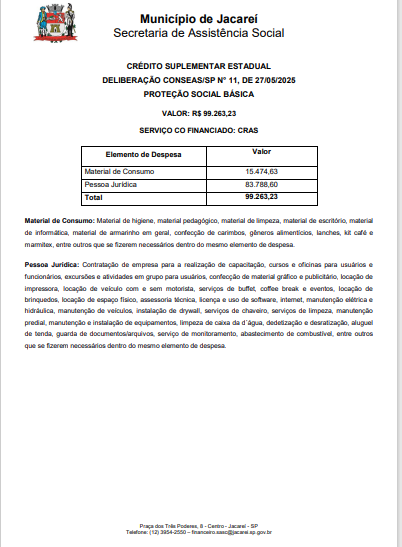 Município de Jacareí
Secretaria de Assistência Social
CRÉDITO SUPLEMENTAR ESTADUAL
DELIBERAÇÃO CONSEAS/SP N° 11, DE 27/05/2025
PROTEÇÃO SOCIAL BÁSICA
VALOR: R$ 99.263,23
SERVIÇO CO FINANCIADO: CRAS
Elemento de Despesa Valor
Material de Consumo 15.474,63
Pessoa Jurídica 83.788,60
Total 99.263,23
Material de Consumo: Material de higiene, material pedagógico, material de limpeza, material de escritório, material
de informática, material de armarinho em geral, confecção de carimbos, gêneros alimentícios, lanches, kit café e
marmitex, entre outros que se fizerem necessários dentro do mesmo elemento de despesa.
Pessoa Jurídica: Contratação de empresa para a realização de capacitação, cursos e oficinas para usuários e
funcionários, excursões e atividades em grupo para usuários, confecção de material gráfico e publicitário, locação de
impressora, locação de veículo com e sem motorista, serviços de buffet, coffee break e eventos, locação de
brinquedos, locação de espaço físico, assessoria técnica, licença e uso de software, internet, manutenção elétrica e
hidráulica, manutenção de veículos, instalação de drywall, serviços de chaveiro, serviços de limpeza, manutenção
predial, manutenção e instalação de equipamentos, limpeza de caixa da d´água, dedetização e desratização, aluguel
de tenda, guarda de documentos/arquivos, serviço de monitoramento, abastecimento de combustível, entre outros
que se fizerem necessários dentro do mesmo elemento de despesa.
Praça dos Três Poderes, 8 - Centro - Jacareí - SP
Telefone: (12) 3954-2550 – financeiro.sasc@jacarei.sp.gov.br